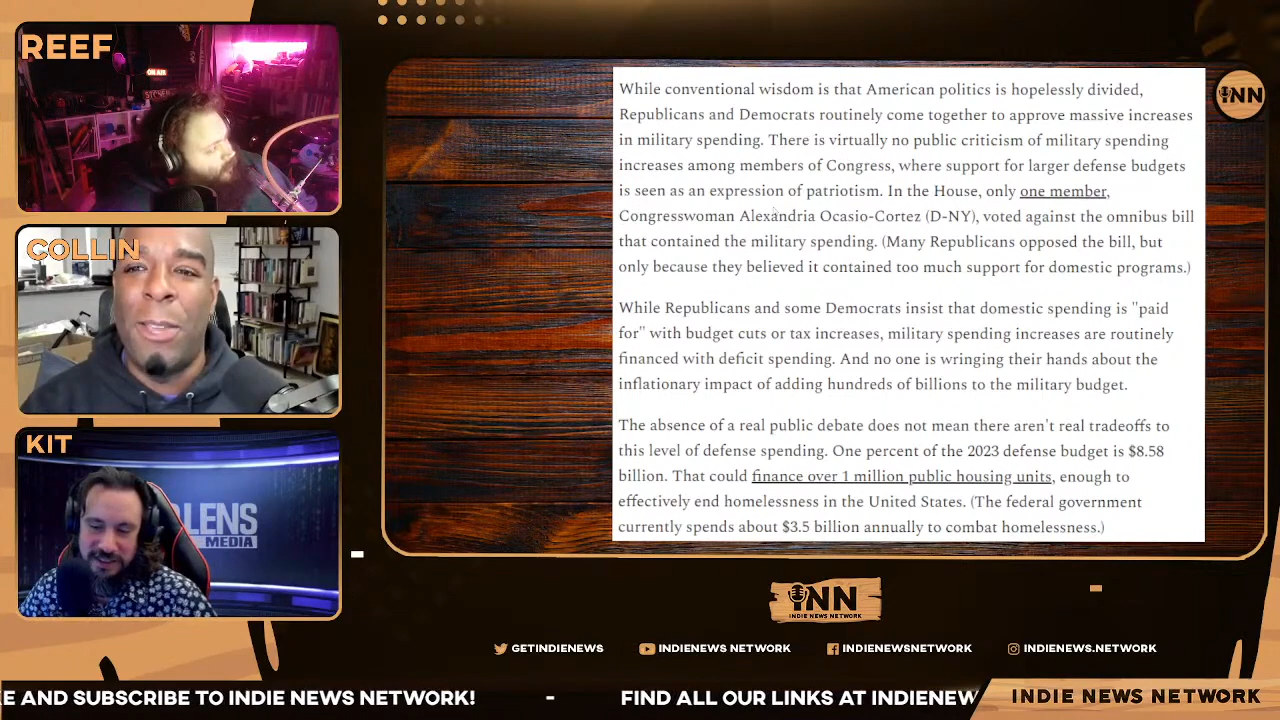 REEF
ON AIR
COLLIN
KIT
LENS
MEDIA
While conventional wisdom is that American politics is hopelessly divided,
Republicans and Democrats routinely come together to approve massive increases
in military spending. There is virtually no public criticism of military spending
increases among members of Congress, where support for larger defense budgets
is seen as an expression of patriotism. In the House, only one member,
Congresswoman Alexandria Ocasio-Cortez (D-NY), voted against the omnibus bill
that contained the military spending. (Many Republicans opposed the bill, but
only because they believed it contained too much support for domestic programs.)
While Republicans and some Democrats insist that domestic spending is "paid
for" with budget cuts or tax increases, military spending increases are routinely
financed with deficit spending. And no one is wringing their hands about the
inflationary impact of adding hundreds of billions to the military budget.
The absence of a real public debate does not mean there aren't real tradeoffs to
this level of defense spending. One percent of the 2023 defense budget is $8.58
billion. That could finance over 1 million public housing units, enough to
effectively end homelessness in the United States. (The federal government
currently spends about $3.5 billion annually to combat homelessness.)
INN
INN
INDIE NEWS NETWORK
GETINDIENEWS
INDIENEWS NETWORK
INDIENEWSNETWORK
INDIENEWS.NETWORK
E AND SUBSCRIBE TO INDIE NEWS NETWORK! - FIND ALL OUR LINKS AT INDIENEW
INDIE NEWS NETWORK